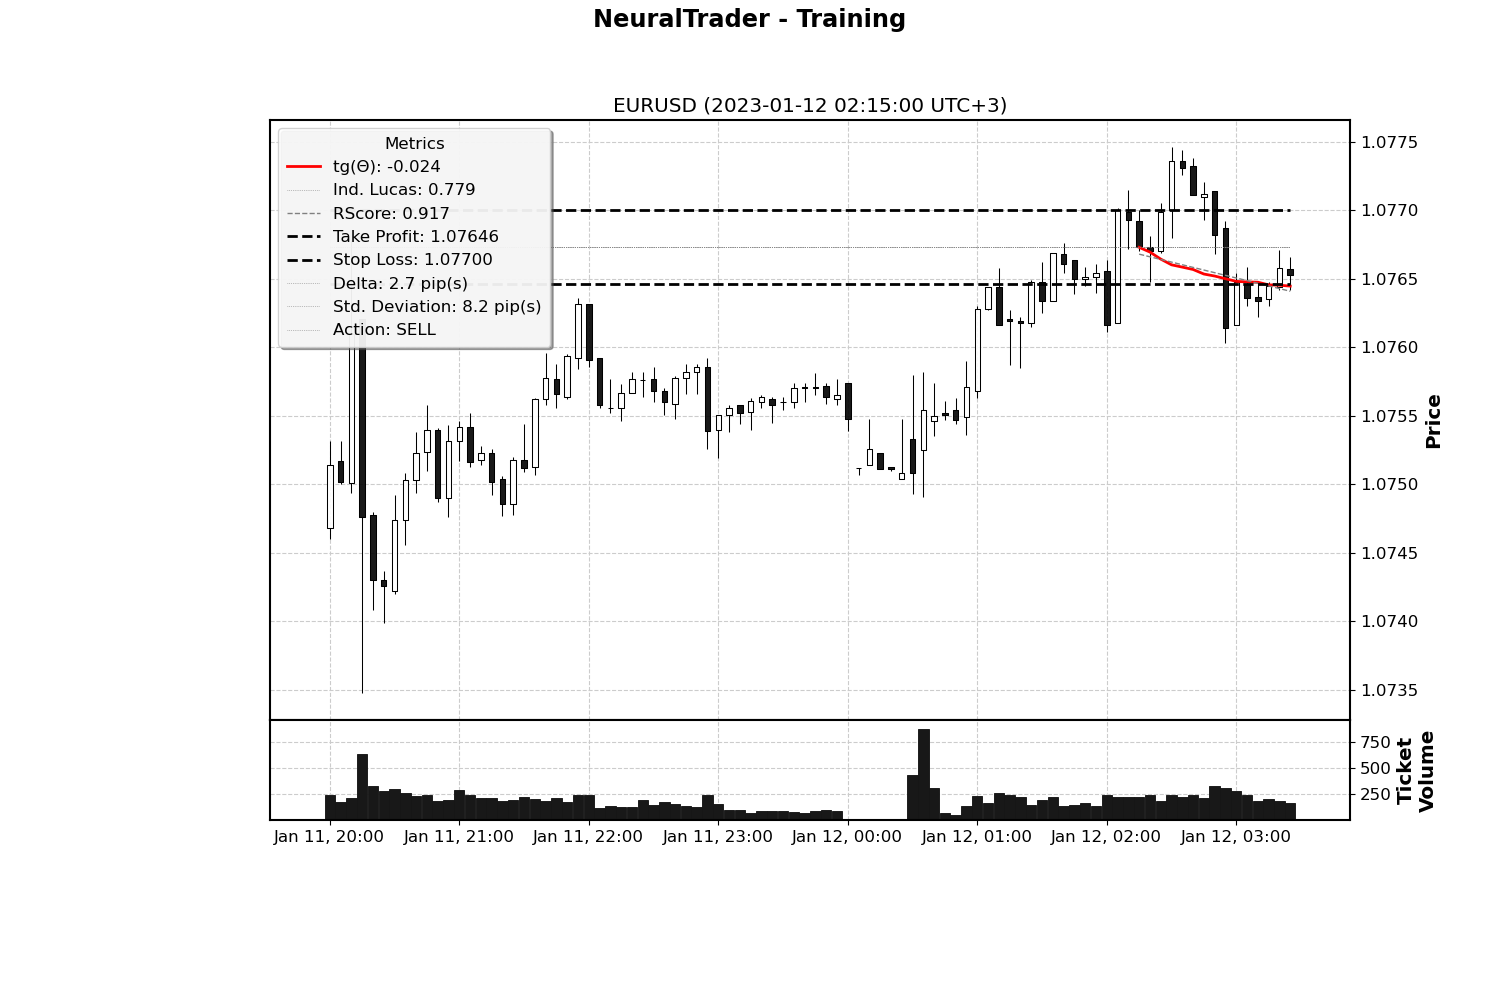 NeuralTrader - Training
EURUSD (2023-01-12 02:15:00 UTC+3)
Metrics
tg(Θ): -0.024
Ind. Lucas: 0.779
RScore: 0.917
Take Profit: 1.07646
Stop Loss: 1.07700
Delta: 2.7 pip(s)
Std. Deviation: 8.2 pip(s)
Action: SELL
1.0775
1.0770
1.0765
1.0760
1.0755
1.0750
1.0745
1.0740
1.0735
Price
750
500
250
Ticket
Volume
Jan 11, 20:00 Jan 11, 21:00 Jan 11, 22:00 Jan 11, 23:00 Jan 12, 00:00 Jan 12, 01:00 Jan 12, 02:00 Jan 12, 03:00